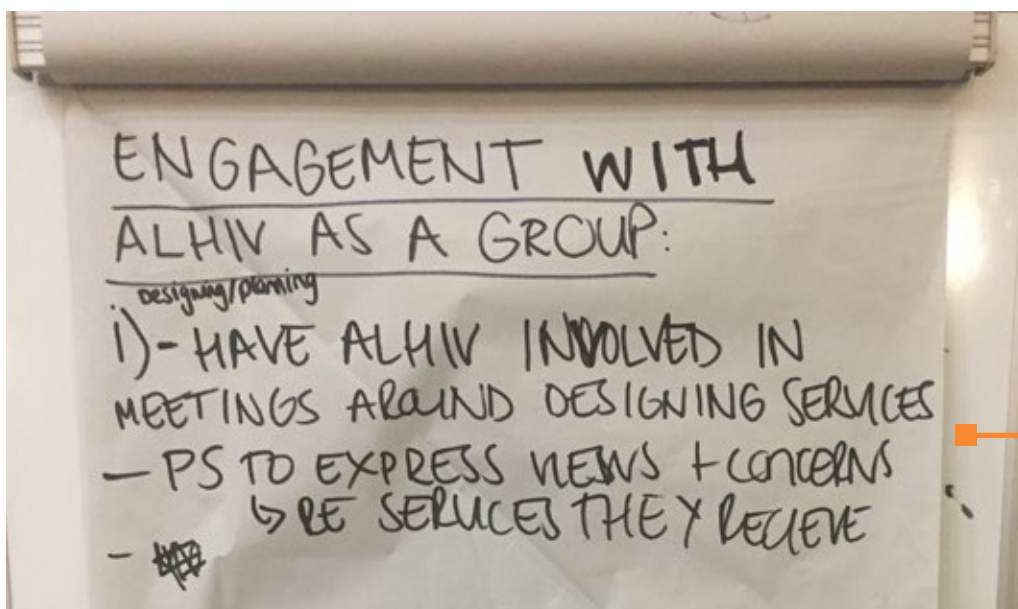 ENGAGEMENT WITH
ALHIV AS A GROUP:
Designing/planning
i) - HAVE ALHIV INVOLVED IN
MEETINGS AROUND DESIGNING SERVICES
- PS TO EXPRESS VIEWS + CONCERNS
↳ RE SERVICES THEY RECIEVE
-